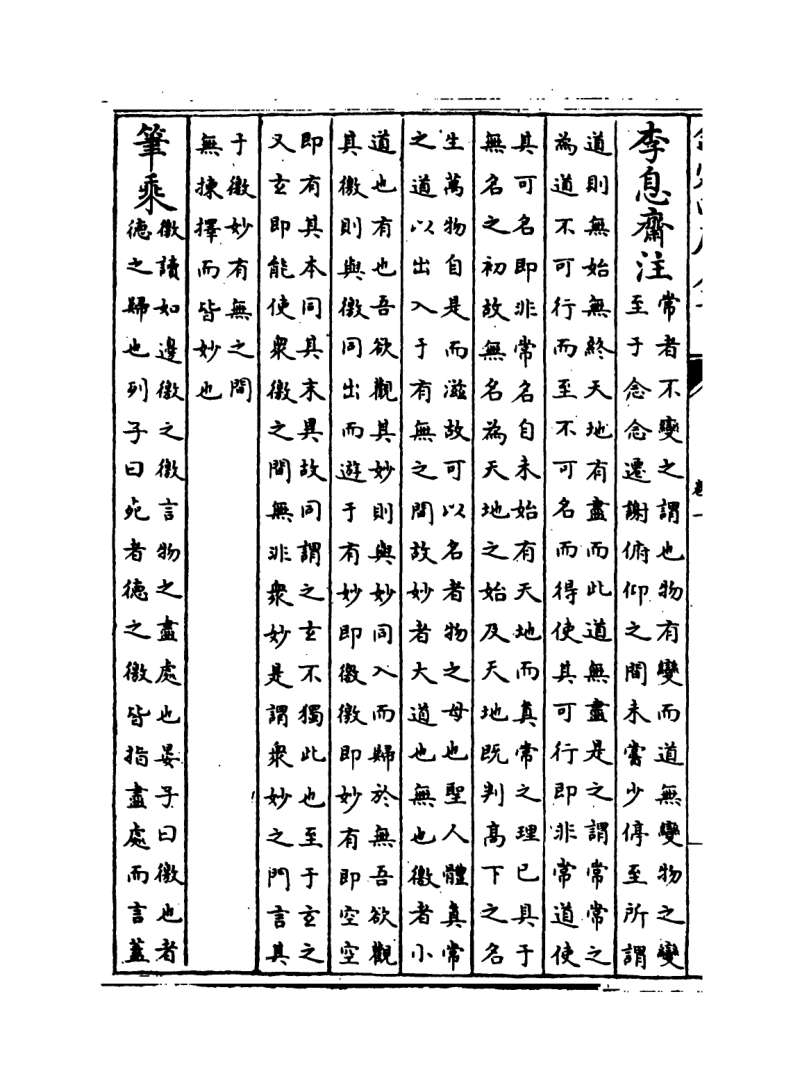 李息齋注
常者不變之謂也物有變而道無變物之變
至于念念遷謝俯仰之間未嘗少停至所謂
道則無始無終天地有盡而此道無盡是之謂常常之
為道不可行而至不可名而得使其可行即非常道使
其可名即非常名自未始有天地而真常之理已具于
無名之初故無名為天地之始及天地既判高下之名
生萬物自是而滋故可以名者物之母也聖人體真常
之道以出入于有無之間故妙者大道也無也徼者小
道也有也吾欲觀其妙則與妙同入而歸於無吾欲觀
其徼則與徼同出而遊于有妙即徼徼即妙有即空空
即有其本同其末異故同謂之玄不獨此也至于玄之
又玄即能使衆徼之間無非衆妙是謂衆妙之門言其
于徼妙有無之間
無揀擇而皆妙也
筆乘
徼讀如邊徼之徼言物之盡處也晏子曰徼也者
德之歸也列子曰死者德之徼皆指盡處而言蓋